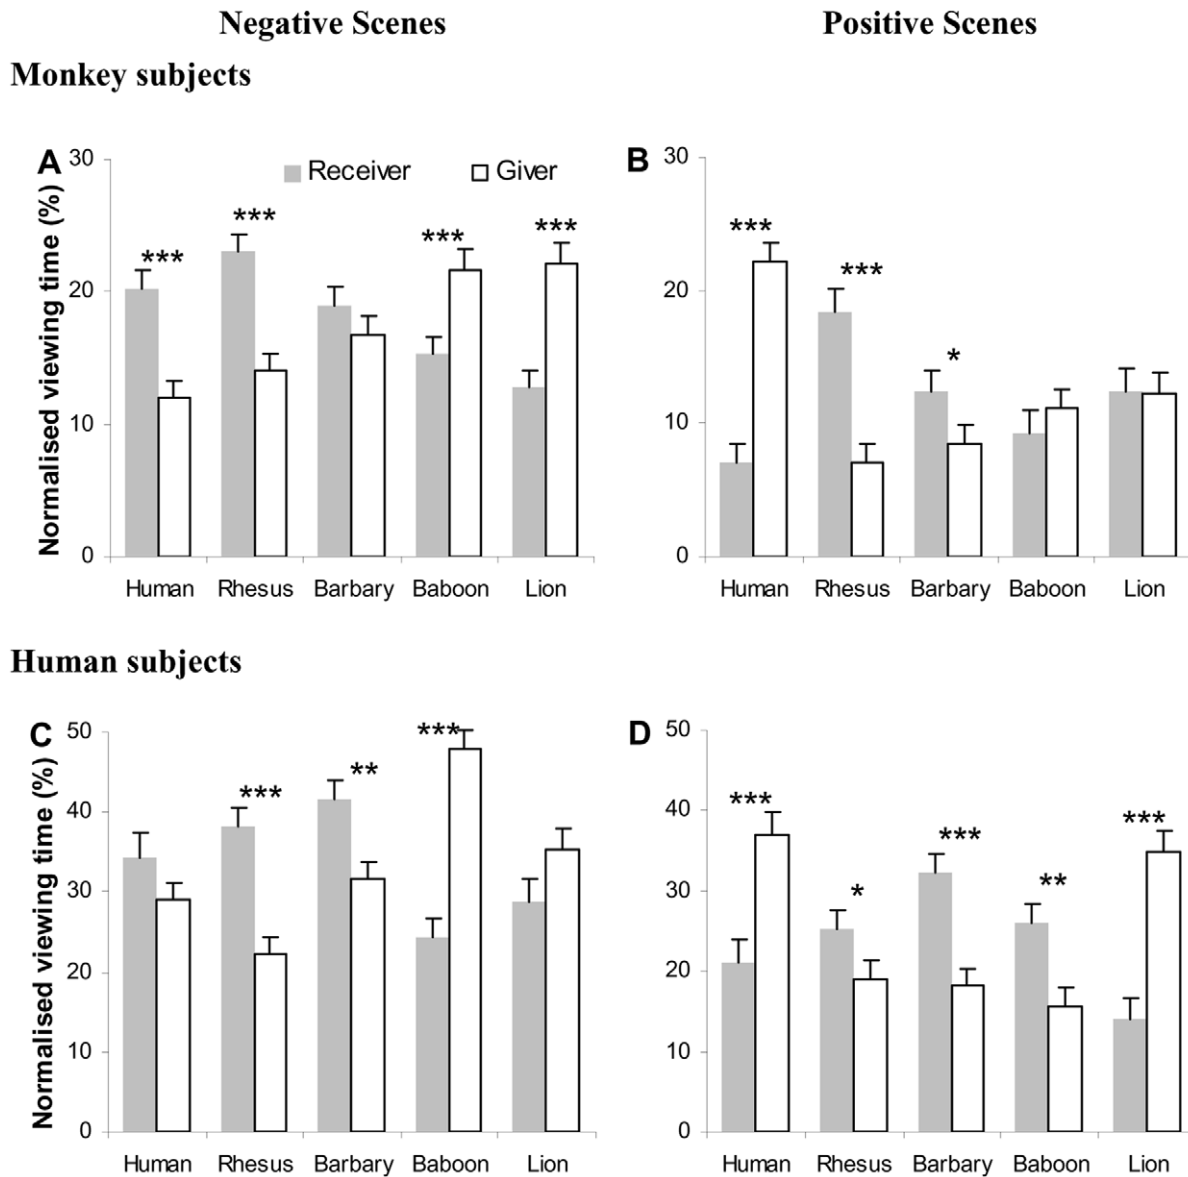 Negative Scenes
Positive Scenes
Monkey subjects
A
Receiver
Giver
Normalised viewing time (%)
30
20
10
0
***
***
***
***
Human Rhesus Barbary Baboon Lion
B
30
20
10
0
***
***
*
Human Rhesus Barbary Baboon Lion
Human subjects
C
Normalised viewing time (%)
50
40
30
20
10
0
***
**
***
Human Rhesus Barbary Baboon Lion
D
50
40
30
20
10
0
***
*
***
**
***
Human Rhesus Barbary Baboon Lion